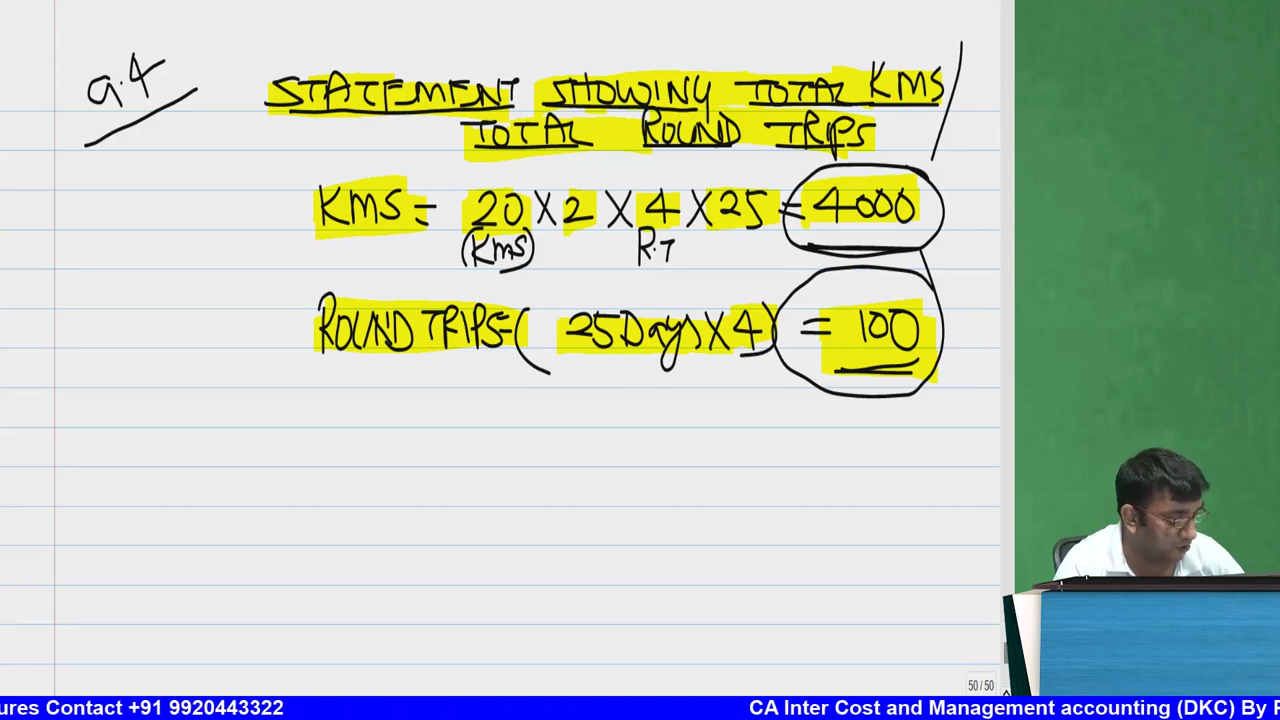 Q.4
STATEMENT SHOWING TOTAL KMS/
TOTAL ROUND TRIPS
KMS = 20 X 2 X 4 X 25 = 4000
(Kms) R.T
ROUND TRIPS = ( 25 Days X 4) = 100
50 / 50
ures Contact +91 9920443322 CA Inter Cost and Management accounting (DKC) By